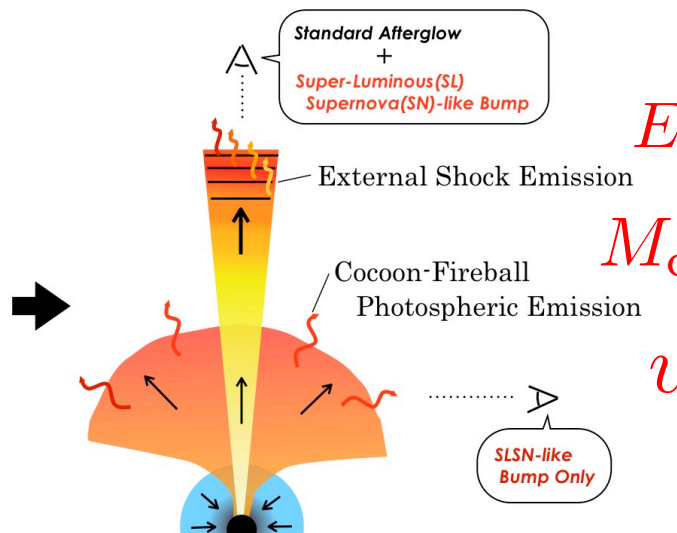 Standard Afterglow
+
Super-Luminous(SL)
Supernova(SN)-like Bump
E
External Shock Emission
M
Cocoon-Fireball
Photospheric Emission
v
SLSN-like
Bump Only